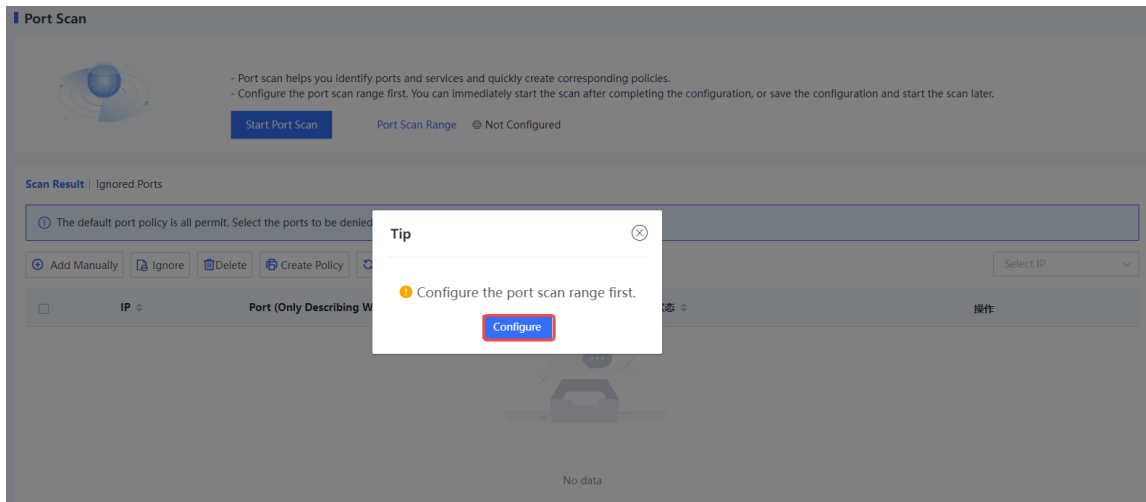 Port Scan
- Port scan helps you identify ports and services and quickly create corresponding policies.
- Configure the port scan range first. You can immediately start the scan after completing the configuration, or save the configuration and start the scan later.
Start Port Scan Port Scan Range Not Configured
Scan Result | Ignored Ports
The default port policy is all permit. Select the ports to be denied
Tip
Add Manually Ignore Delete Create Policy Select IP
Configure the port scan range first.
IP Port (Only Describing W 态 操作
Configure
No data